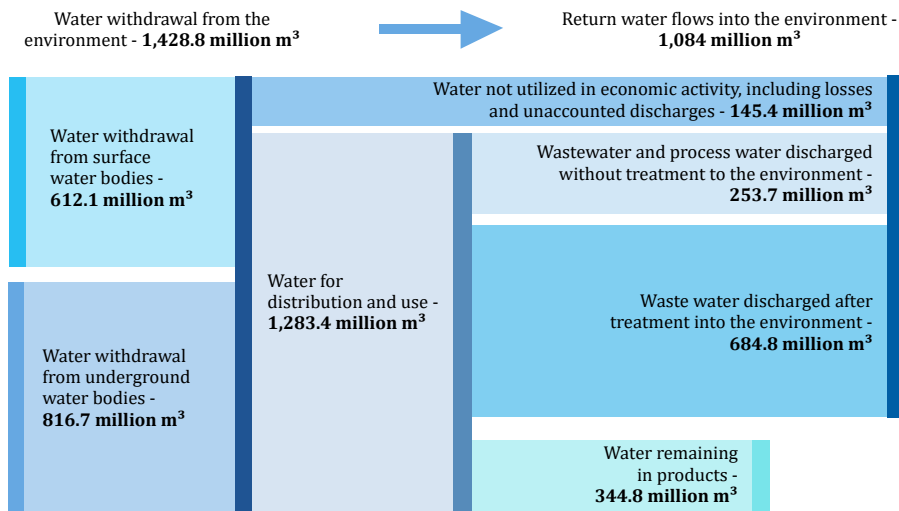 Water withdrawal from the
environment - 1,428.8 million m³
Return water flows into the environment -
1,084 million m³
Water not utilized in economic activity, including losses
and unaccounted discharges - 145.4 million m³
Water withdrawal
from surface
water bodies -
612.1 million m³
Wastewater and process water discharged
without treatment to the environment -
253.7 million m³
Water for
distribution and use -
1,283.4 million m³
Waste water discharged after
treatment into the environment -
684.8 million m³
Water withdrawal
from underground
water bodies -
816.7 million m³
Water remaining
in products -
344.8 million m³